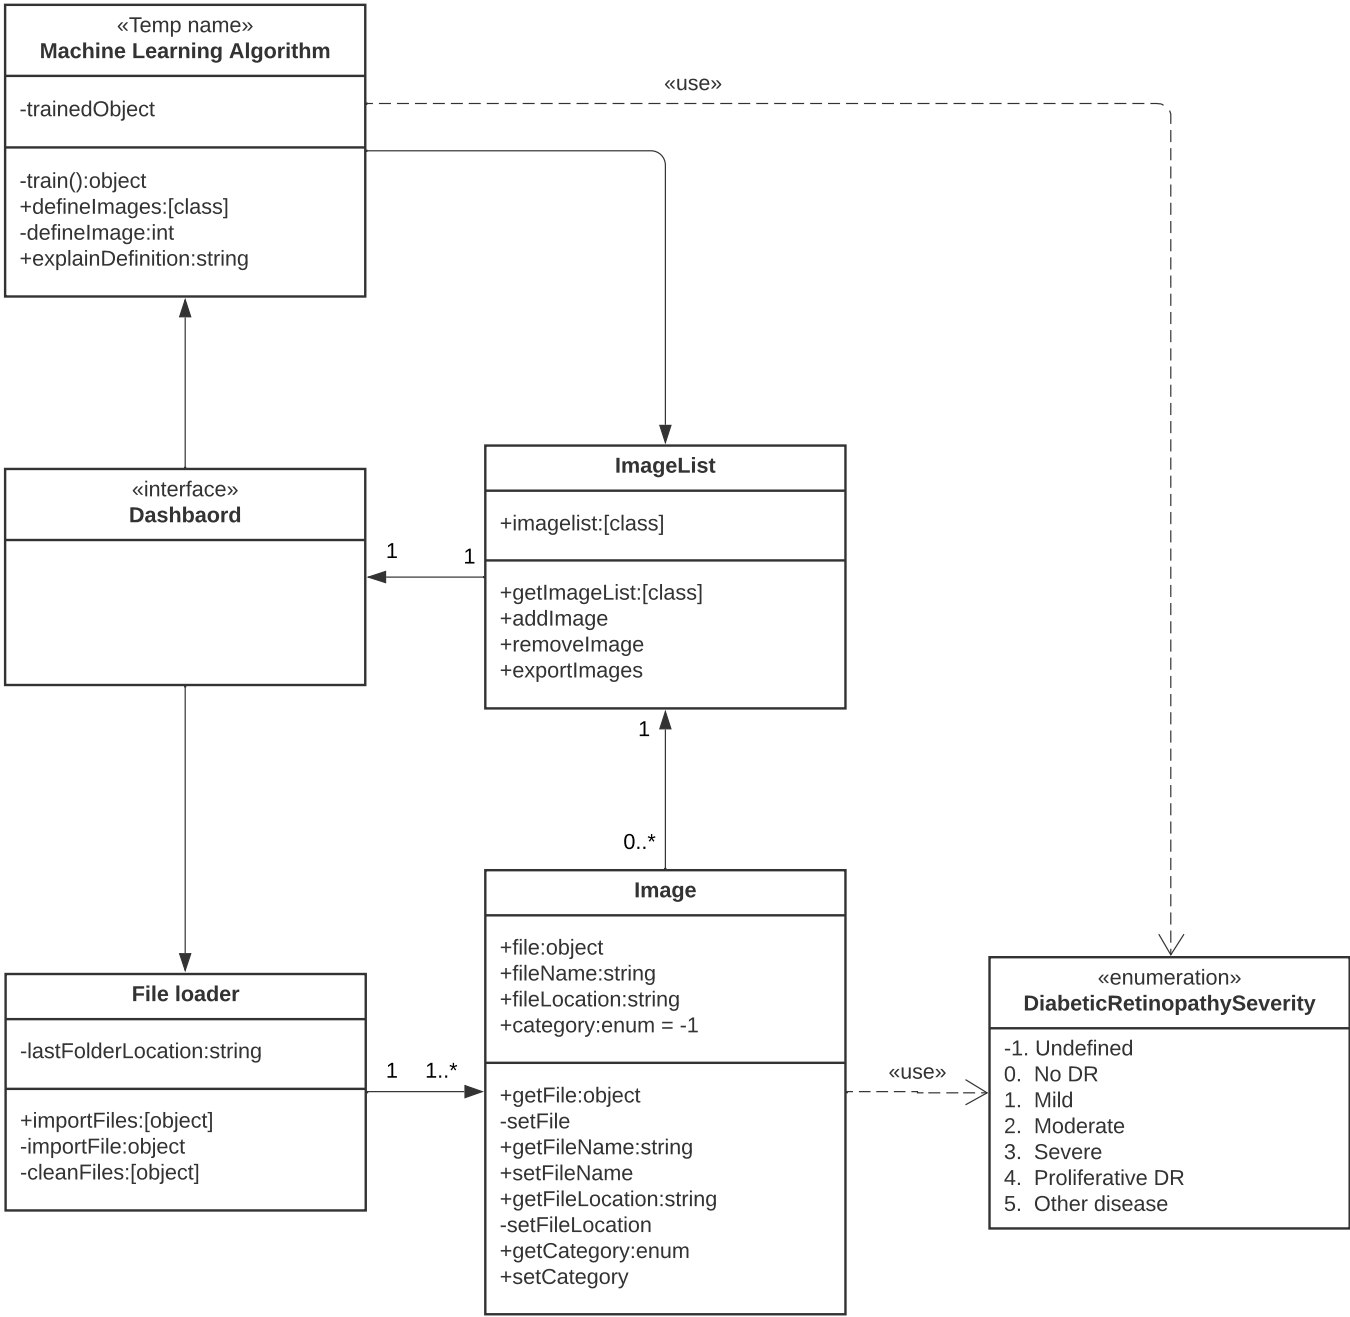 «Temp name»
Machine Learning Algorithm
-trainedObject
-train():object
+defineImages:[class]
-defineImage:int
+explainDefinition:string
«use»
«interface»
Dashbaord
1
1
ImageList
+imagelist:[class]
+getImageList:[class]
+addImage
+removeImage
+exportImages
1
0..*
File loader
-lastFolderLocation:string
+importFiles:[object]
-importFile:object
-cleanFiles:[object]
1
1..*
Image
+file:object
+fileName:string
+fileLocation:string
+category:enum = -1
+getFile:object
-setFile
+getFileName:string
+setFileName
+getFileLocation:string
-setFileLocation
+getCategory:enum
+setCategory
«use»
«enumeration»
DiabeticRetinopathySeverity
-1. Undefined
0. No DR
1. Mild
2. Moderate
3. Severe
4. Proliferative DR
5. Other disease